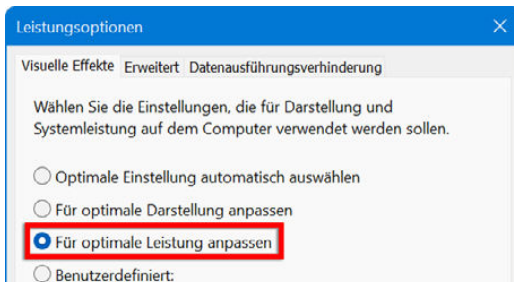 Leistungsoptionen
Visuelle Effekte Erweitert Datenausführungsverhinderung
Wählen Sie die Einstellungen, die für Darstellung und
Systemleistung auf dem Computer verwendet werden sollen.
Optimale Einstellung automatisch auswählen
Für optimale Darstellung anpassen
Für optimale Leistung anpassen
Benutzerdefiniert: